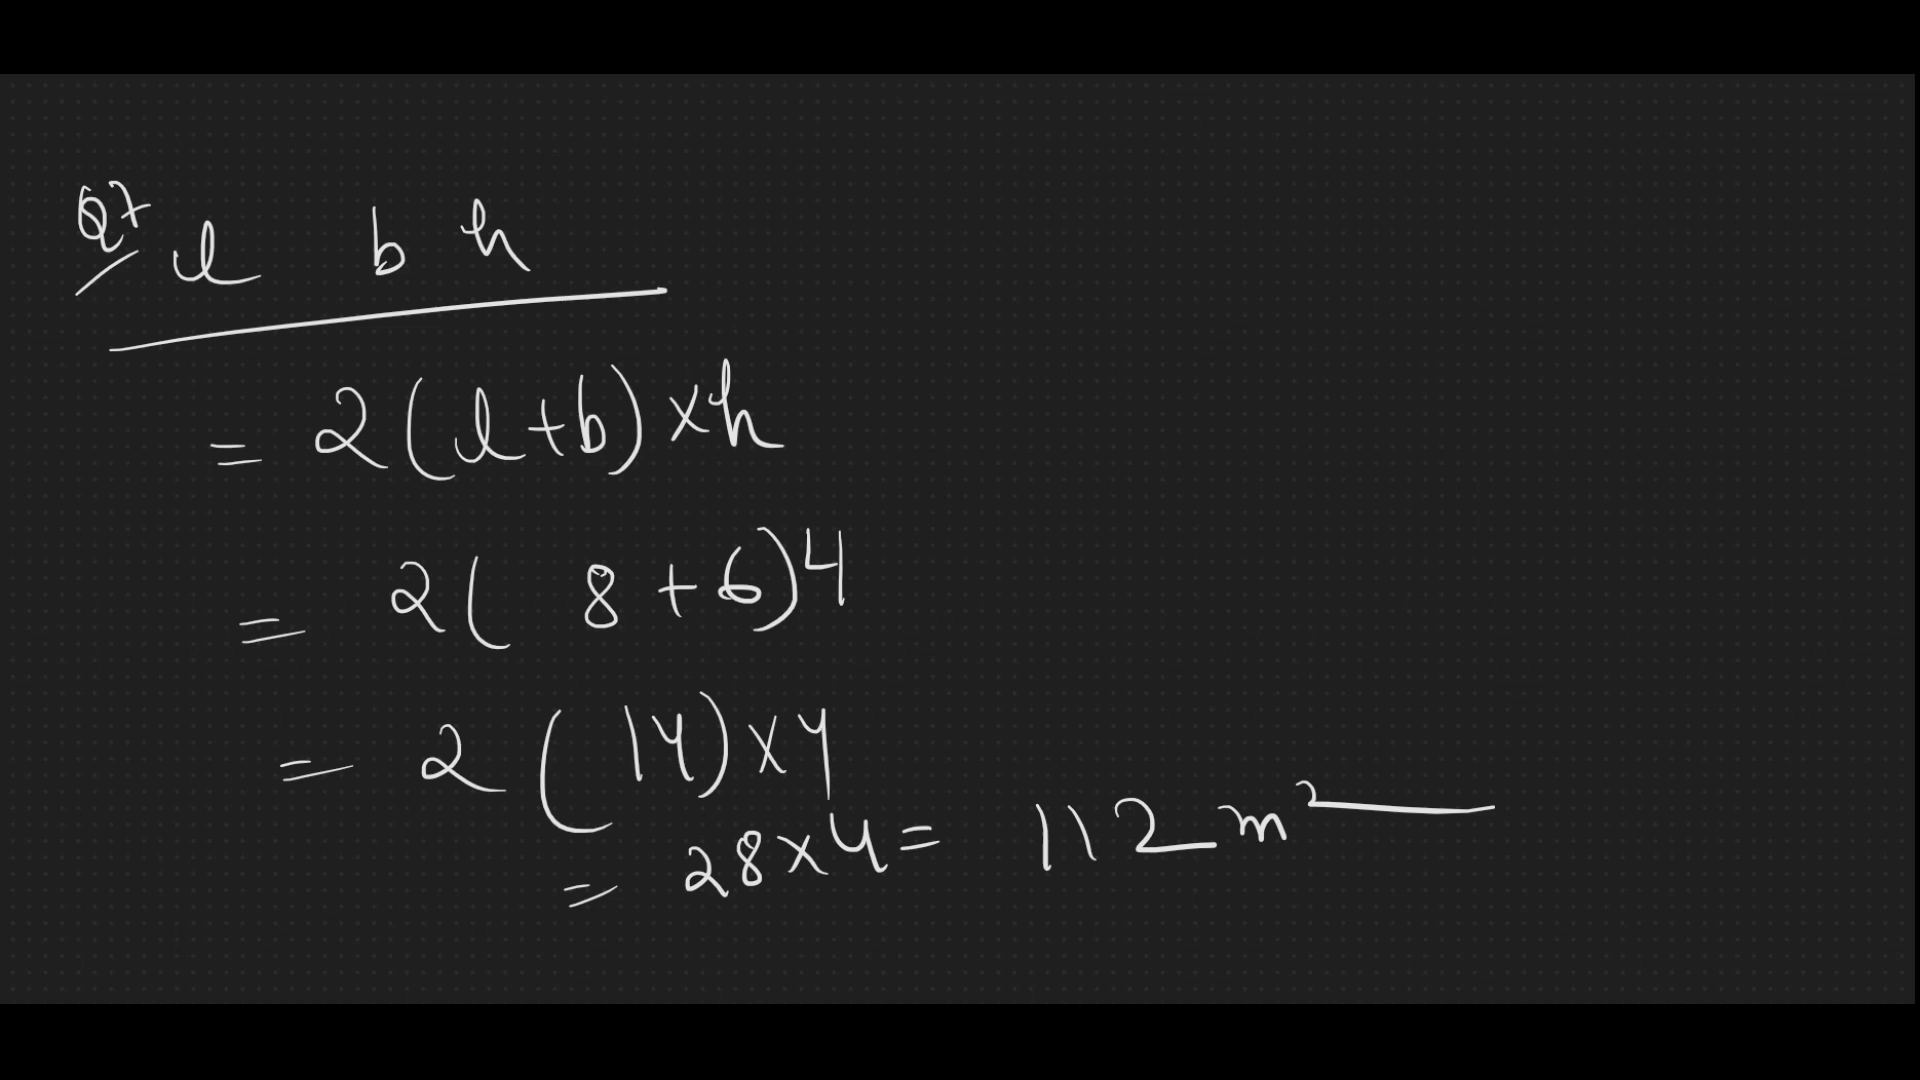 Q7
l b h
= 2(l+b)×h
= 2( 8+6)4
= 2(14)×4
= 28×4= 112m²